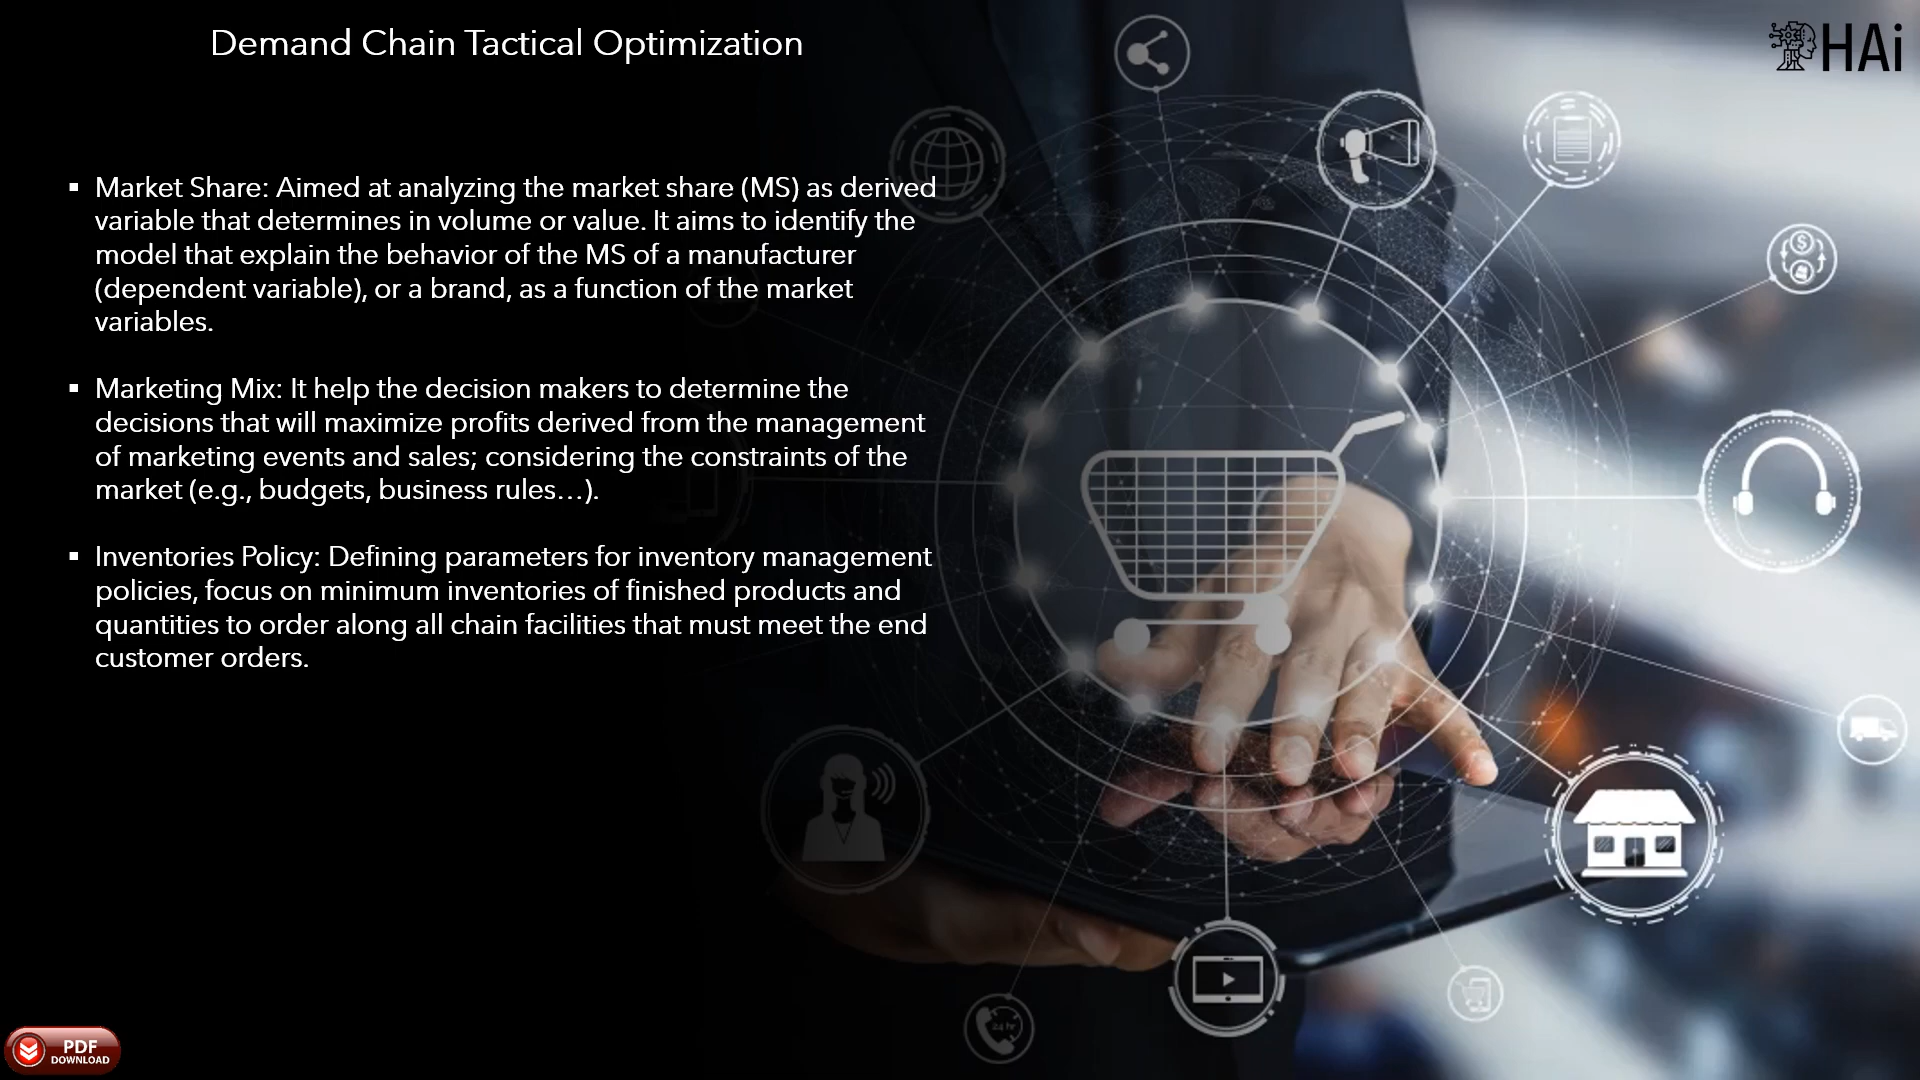 Demand Chain Tactical Optimization
HAi
▪ Market Share: Aimed at analyzing the market share (MS) as derived
variable that determines in volume or value. It aims to identify the
model that explain the behavior of the MS of a manufacturer
(dependent variable), or a brand, as a function of the market
variables.
▪ Marketing Mix: It help the decision makers to determine the
decisions that will maximize profits derived from the management
of marketing events and sales; considering the constraints of the
market (e.g., budgets, business rules…).
▪ Inventories Policy: Defining parameters for inventory management
policies, focus on minimum inventories of finished products and
quantities to order along all chain facilities that must meet the end
customer orders.
$
24 hr
PDF
DOWNLOAD